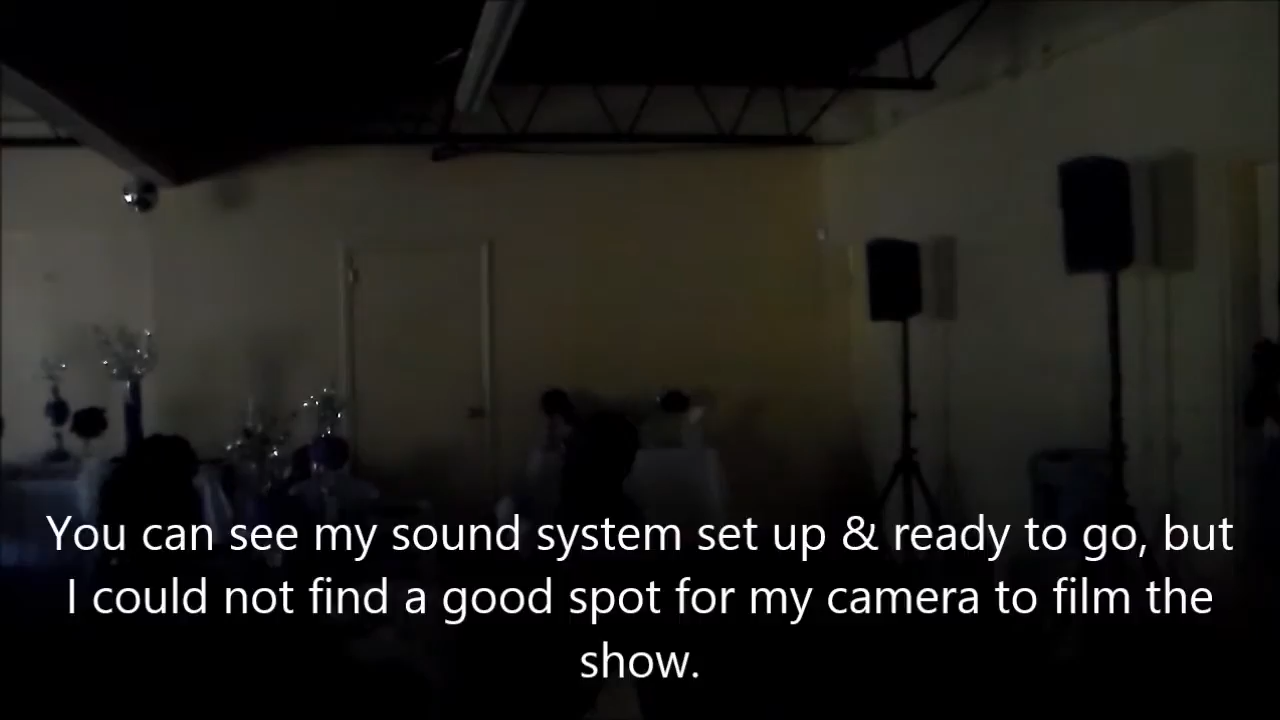 You can see my sound system set up & ready to go, but
I could not find a good spot for my camera to film the
show.